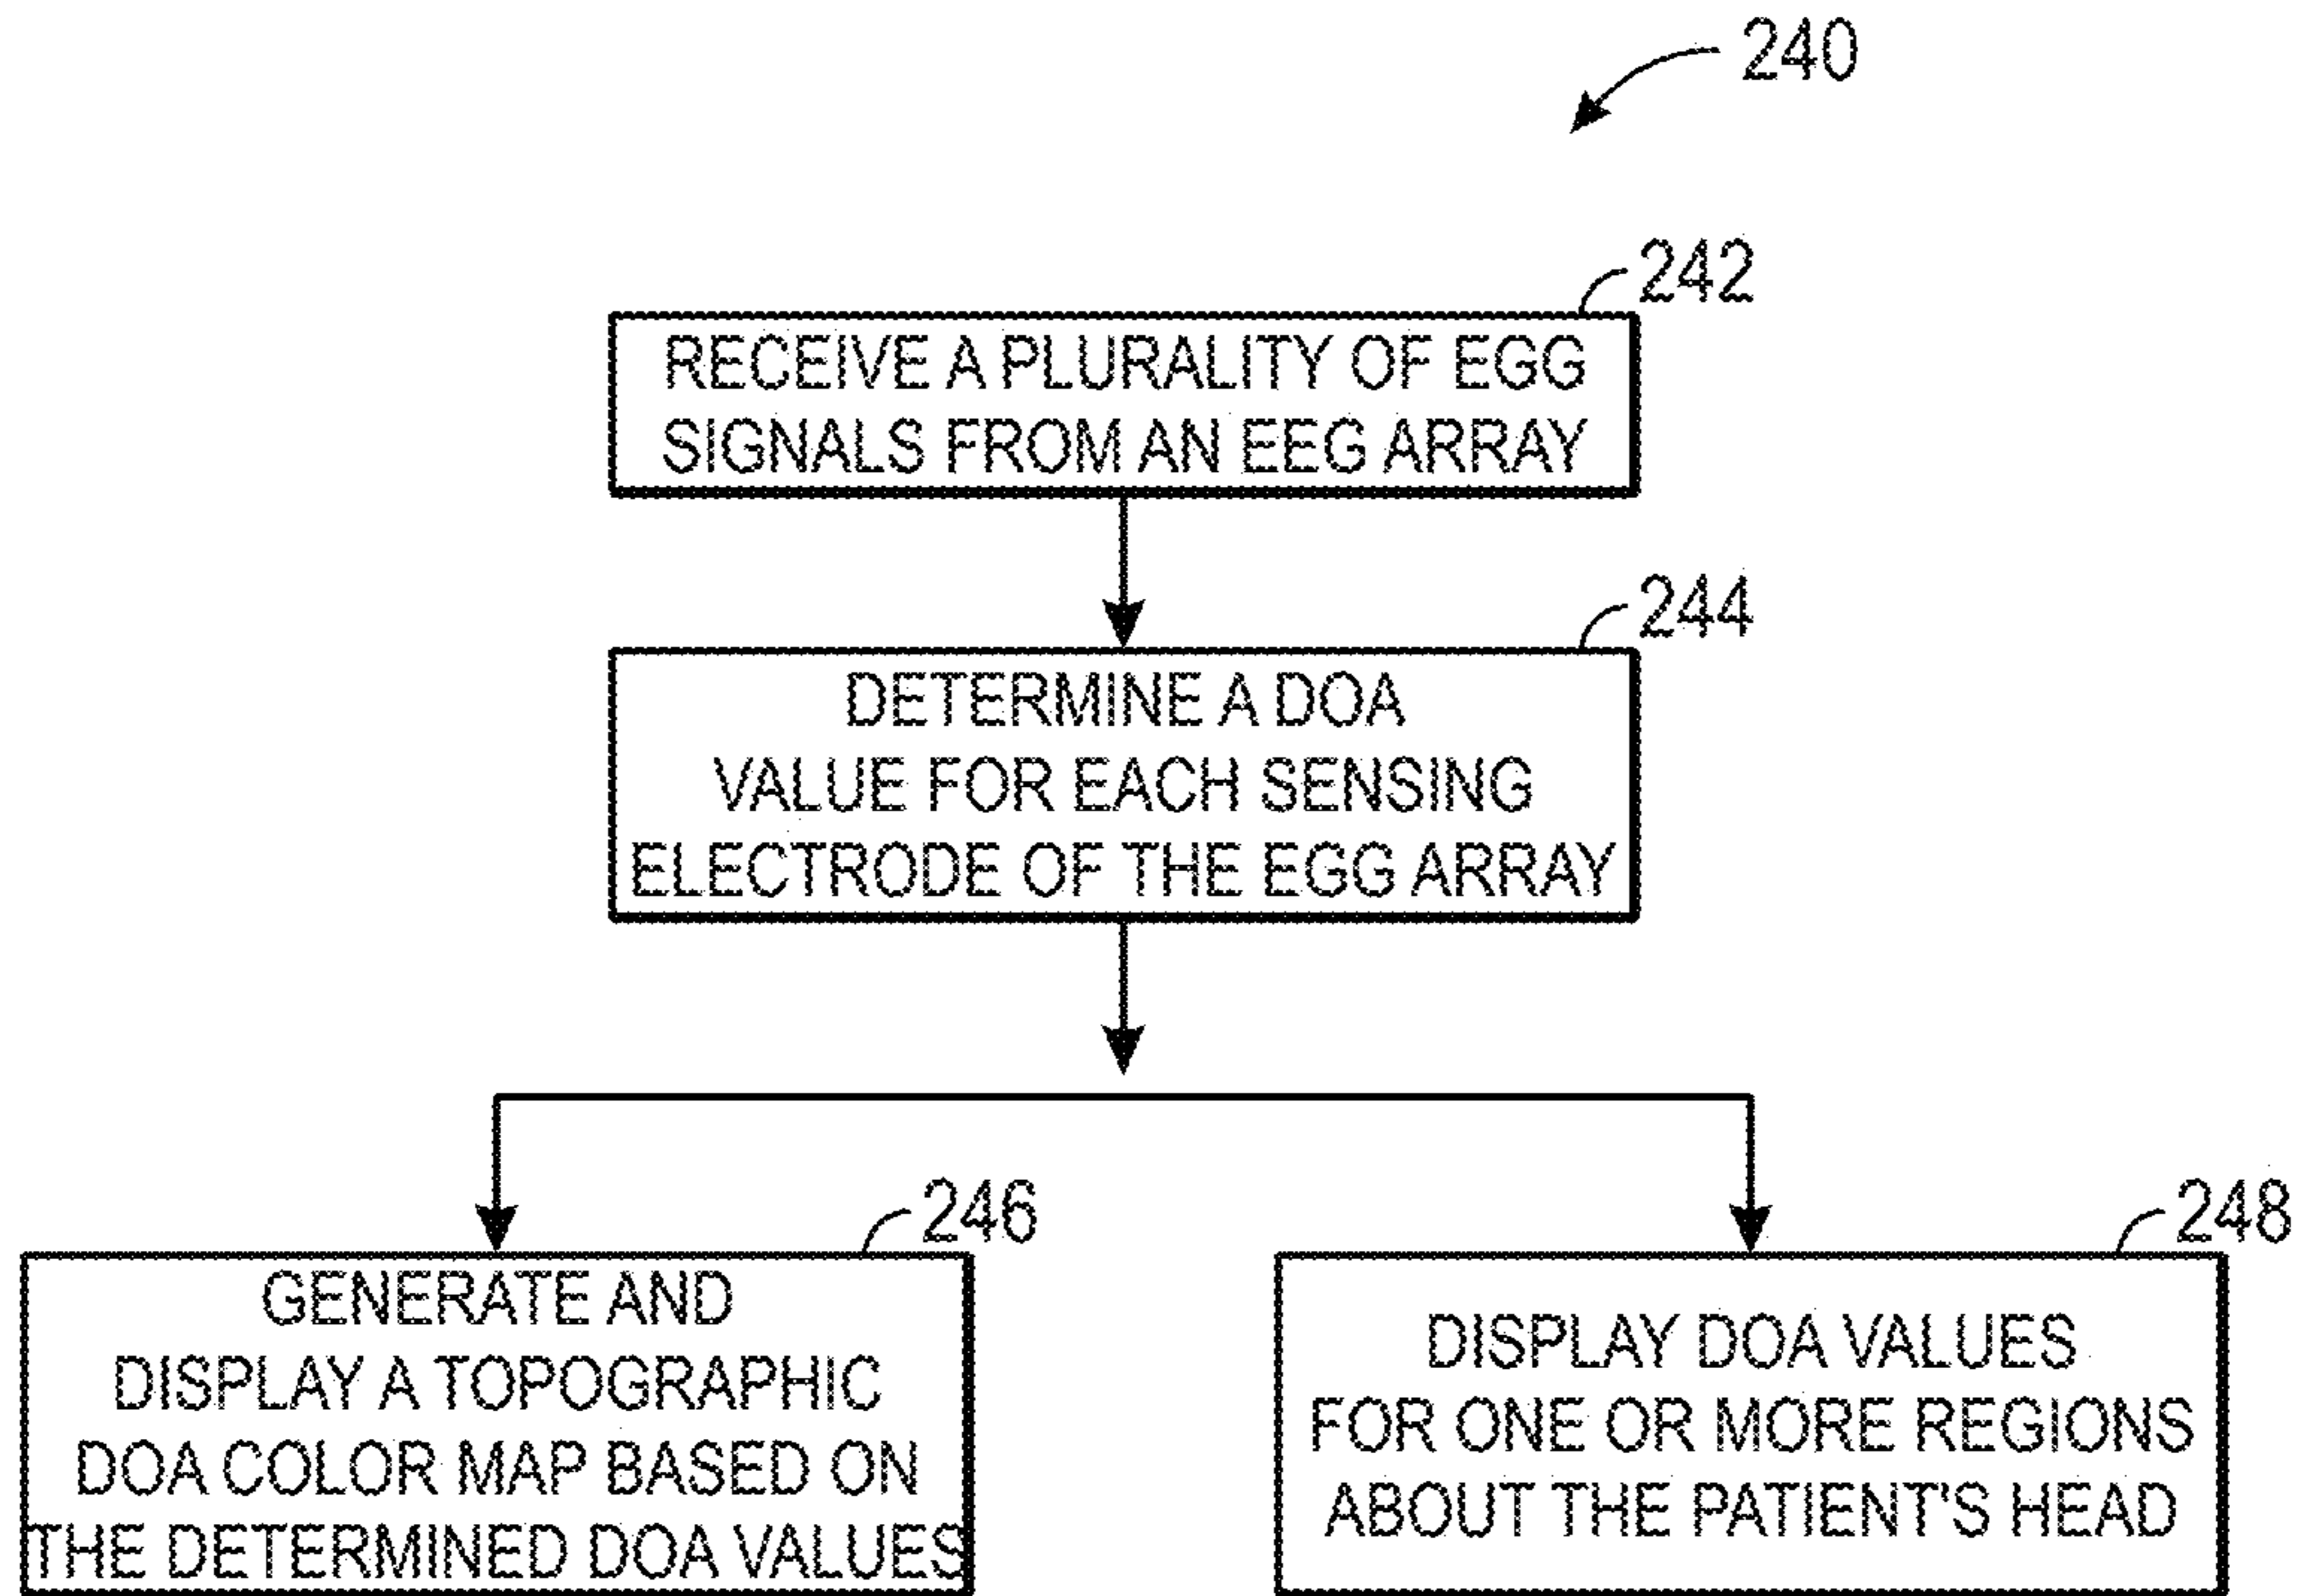 240
242
RECEIVE A PLURALITY OF EGG
SIGNALS FROM AN EEG ARRAY
244
DETERMINE A DOA
VALUE FOR EACH SENSING
ELECTRODE OF THE EGG ARRAY
246
GENERATE AND
DISPLAY A TOPOGRAPHIC
DOA COLOR MAP BASED ON
THE DETERMINED DOA VALUES
248
DISPLAY DOA VALUES
FOR ONE OR MORE REGIONS
ABOUT THE PATIENT'S HEAD